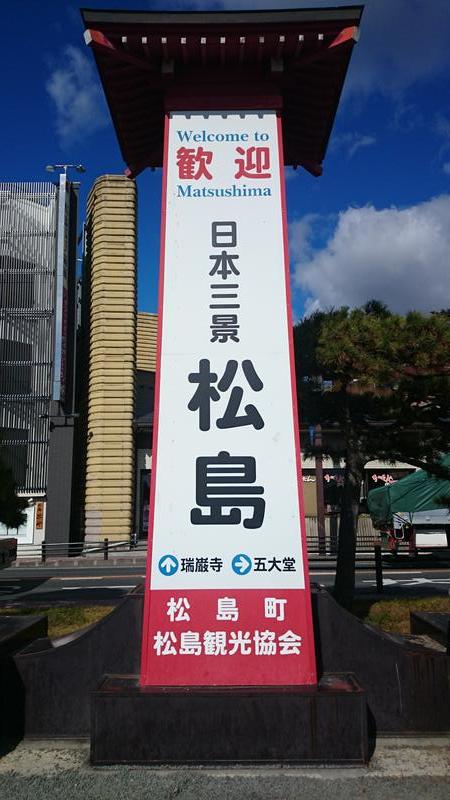 Welcome to
歓迎
Matsushima
日本三景
松島
瑞巌寺 五大堂
松島町
松島観光協会